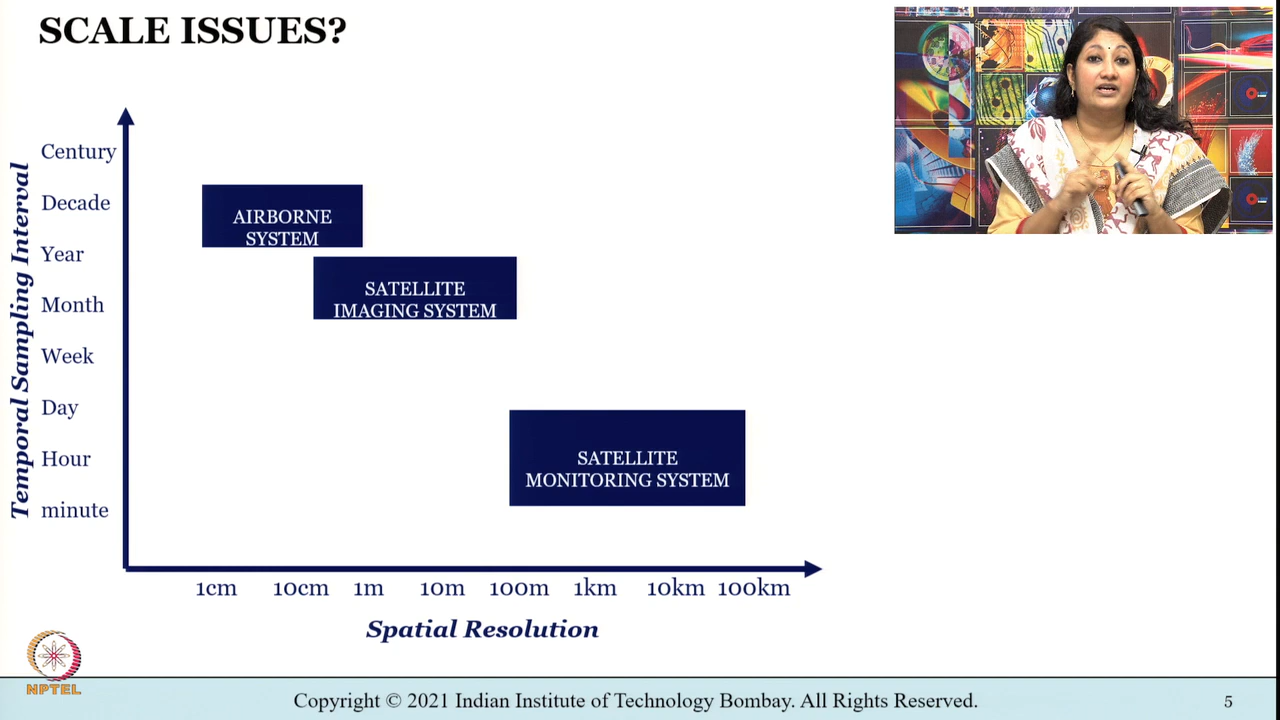 SCALE ISSUES?
Temporal Sampling Interval
Century
Decade
Year
Month
Week
Day
Hour
minute
AIRBORNE
SYSTEM
SATELLITE
IMAGING SYSTEM
SATELLITE
MONITORING SYSTEM
1cm 10cm 1m 10m 100m 1km 10km 100km
Spatial Resolution
NPTEL
Copyright © 2021 Indian Institute of Technology Bombay. All Rights Reserved.
5